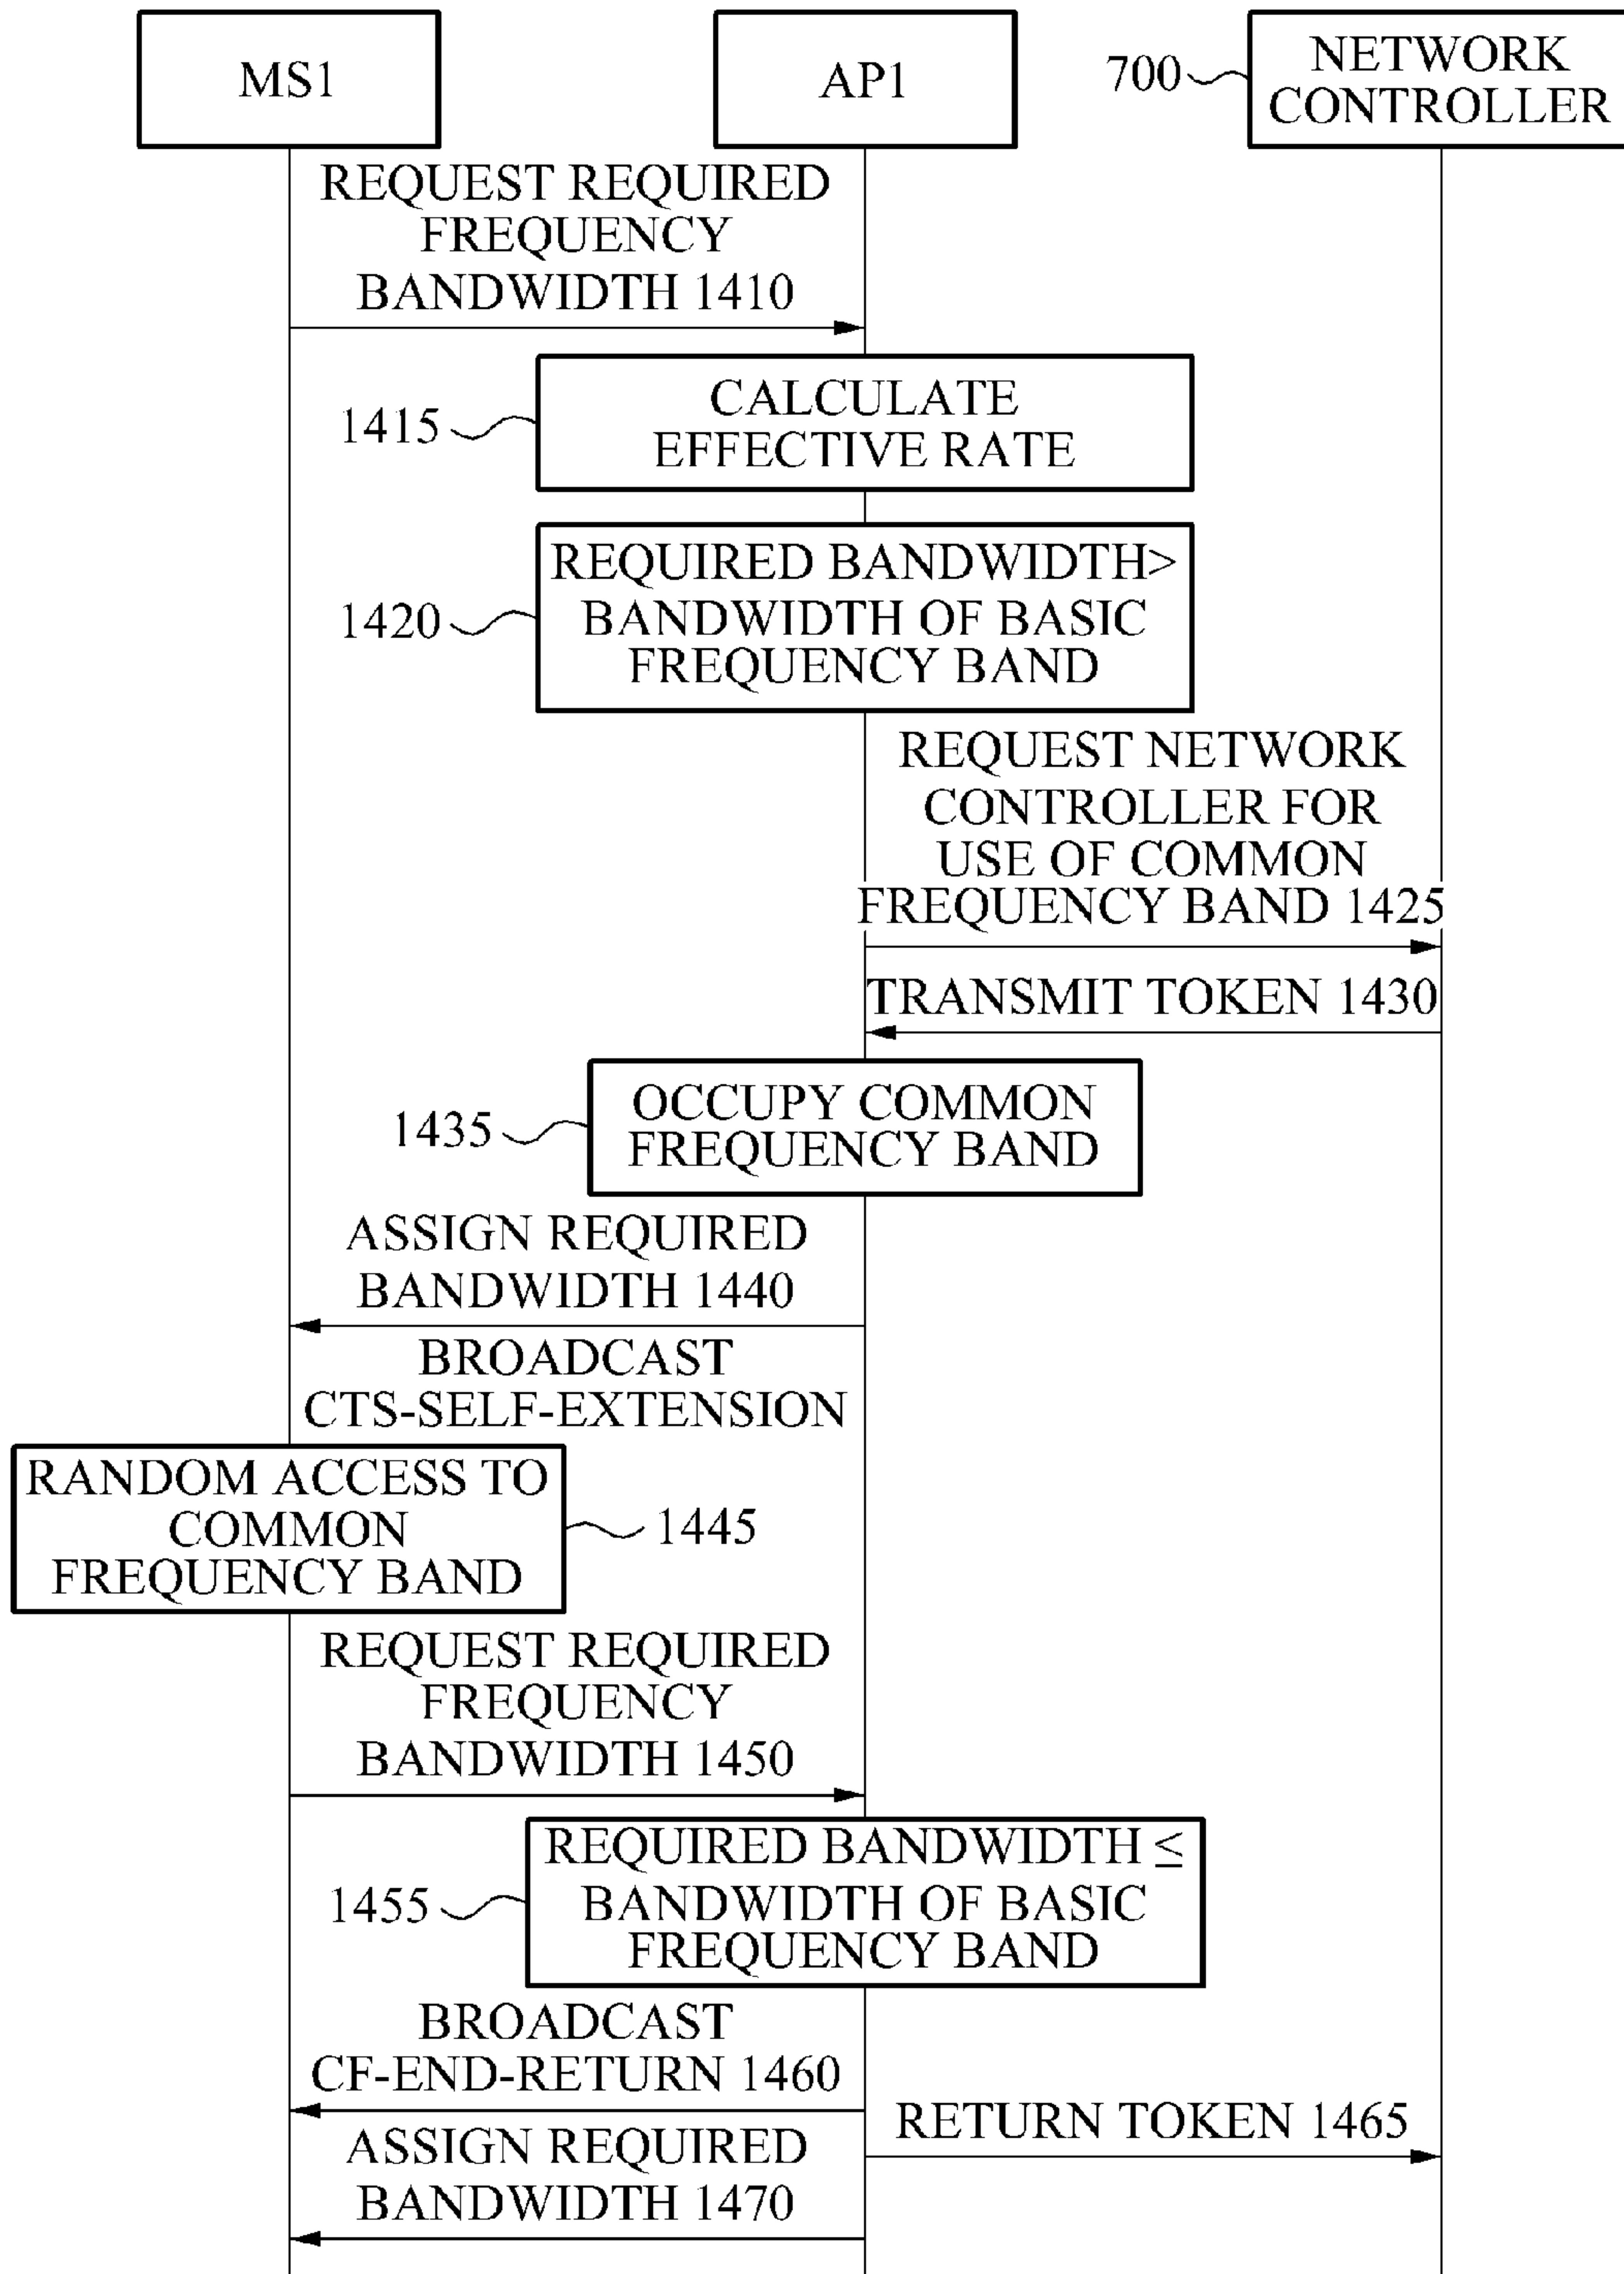 MS1
AP1
700
NETWORK
CONTROLLER
REQUEST REQUIRED
FREQUENCY
BANDWIDTH 1410
1415
CALCULATE
EFFECTIVE RATE
1420
REQUIRED BANDWIDTH>
BANDWIDTH OF BASIC
FREQUENCY BAND
REQUEST NETWORK
CONTROLLER FOR
USE OF COMMON
FREQUENCY BAND 1425
TRANSMIT TOKEN 1430
1435
OCCUPY COMMON
FREQUENCY BAND
ASSIGN REQUIRED
BANDWIDTH 1440
BROADCAST
CTS-SELF-EXTENSION
RANDOM ACCESS TO
COMMON
FREQUENCY BAND
1445
REQUEST REQUIRED
FREQUENCY
BANDWIDTH 1450
1455
REQUIRED BANDWIDTH ≤
BANDWIDTH OF BASIC
FREQUENCY BAND
BROADCAST
CF-END-RETURN 1460
RETURN TOKEN 1465
ASSIGN REQUIRED
BANDWIDTH 1470